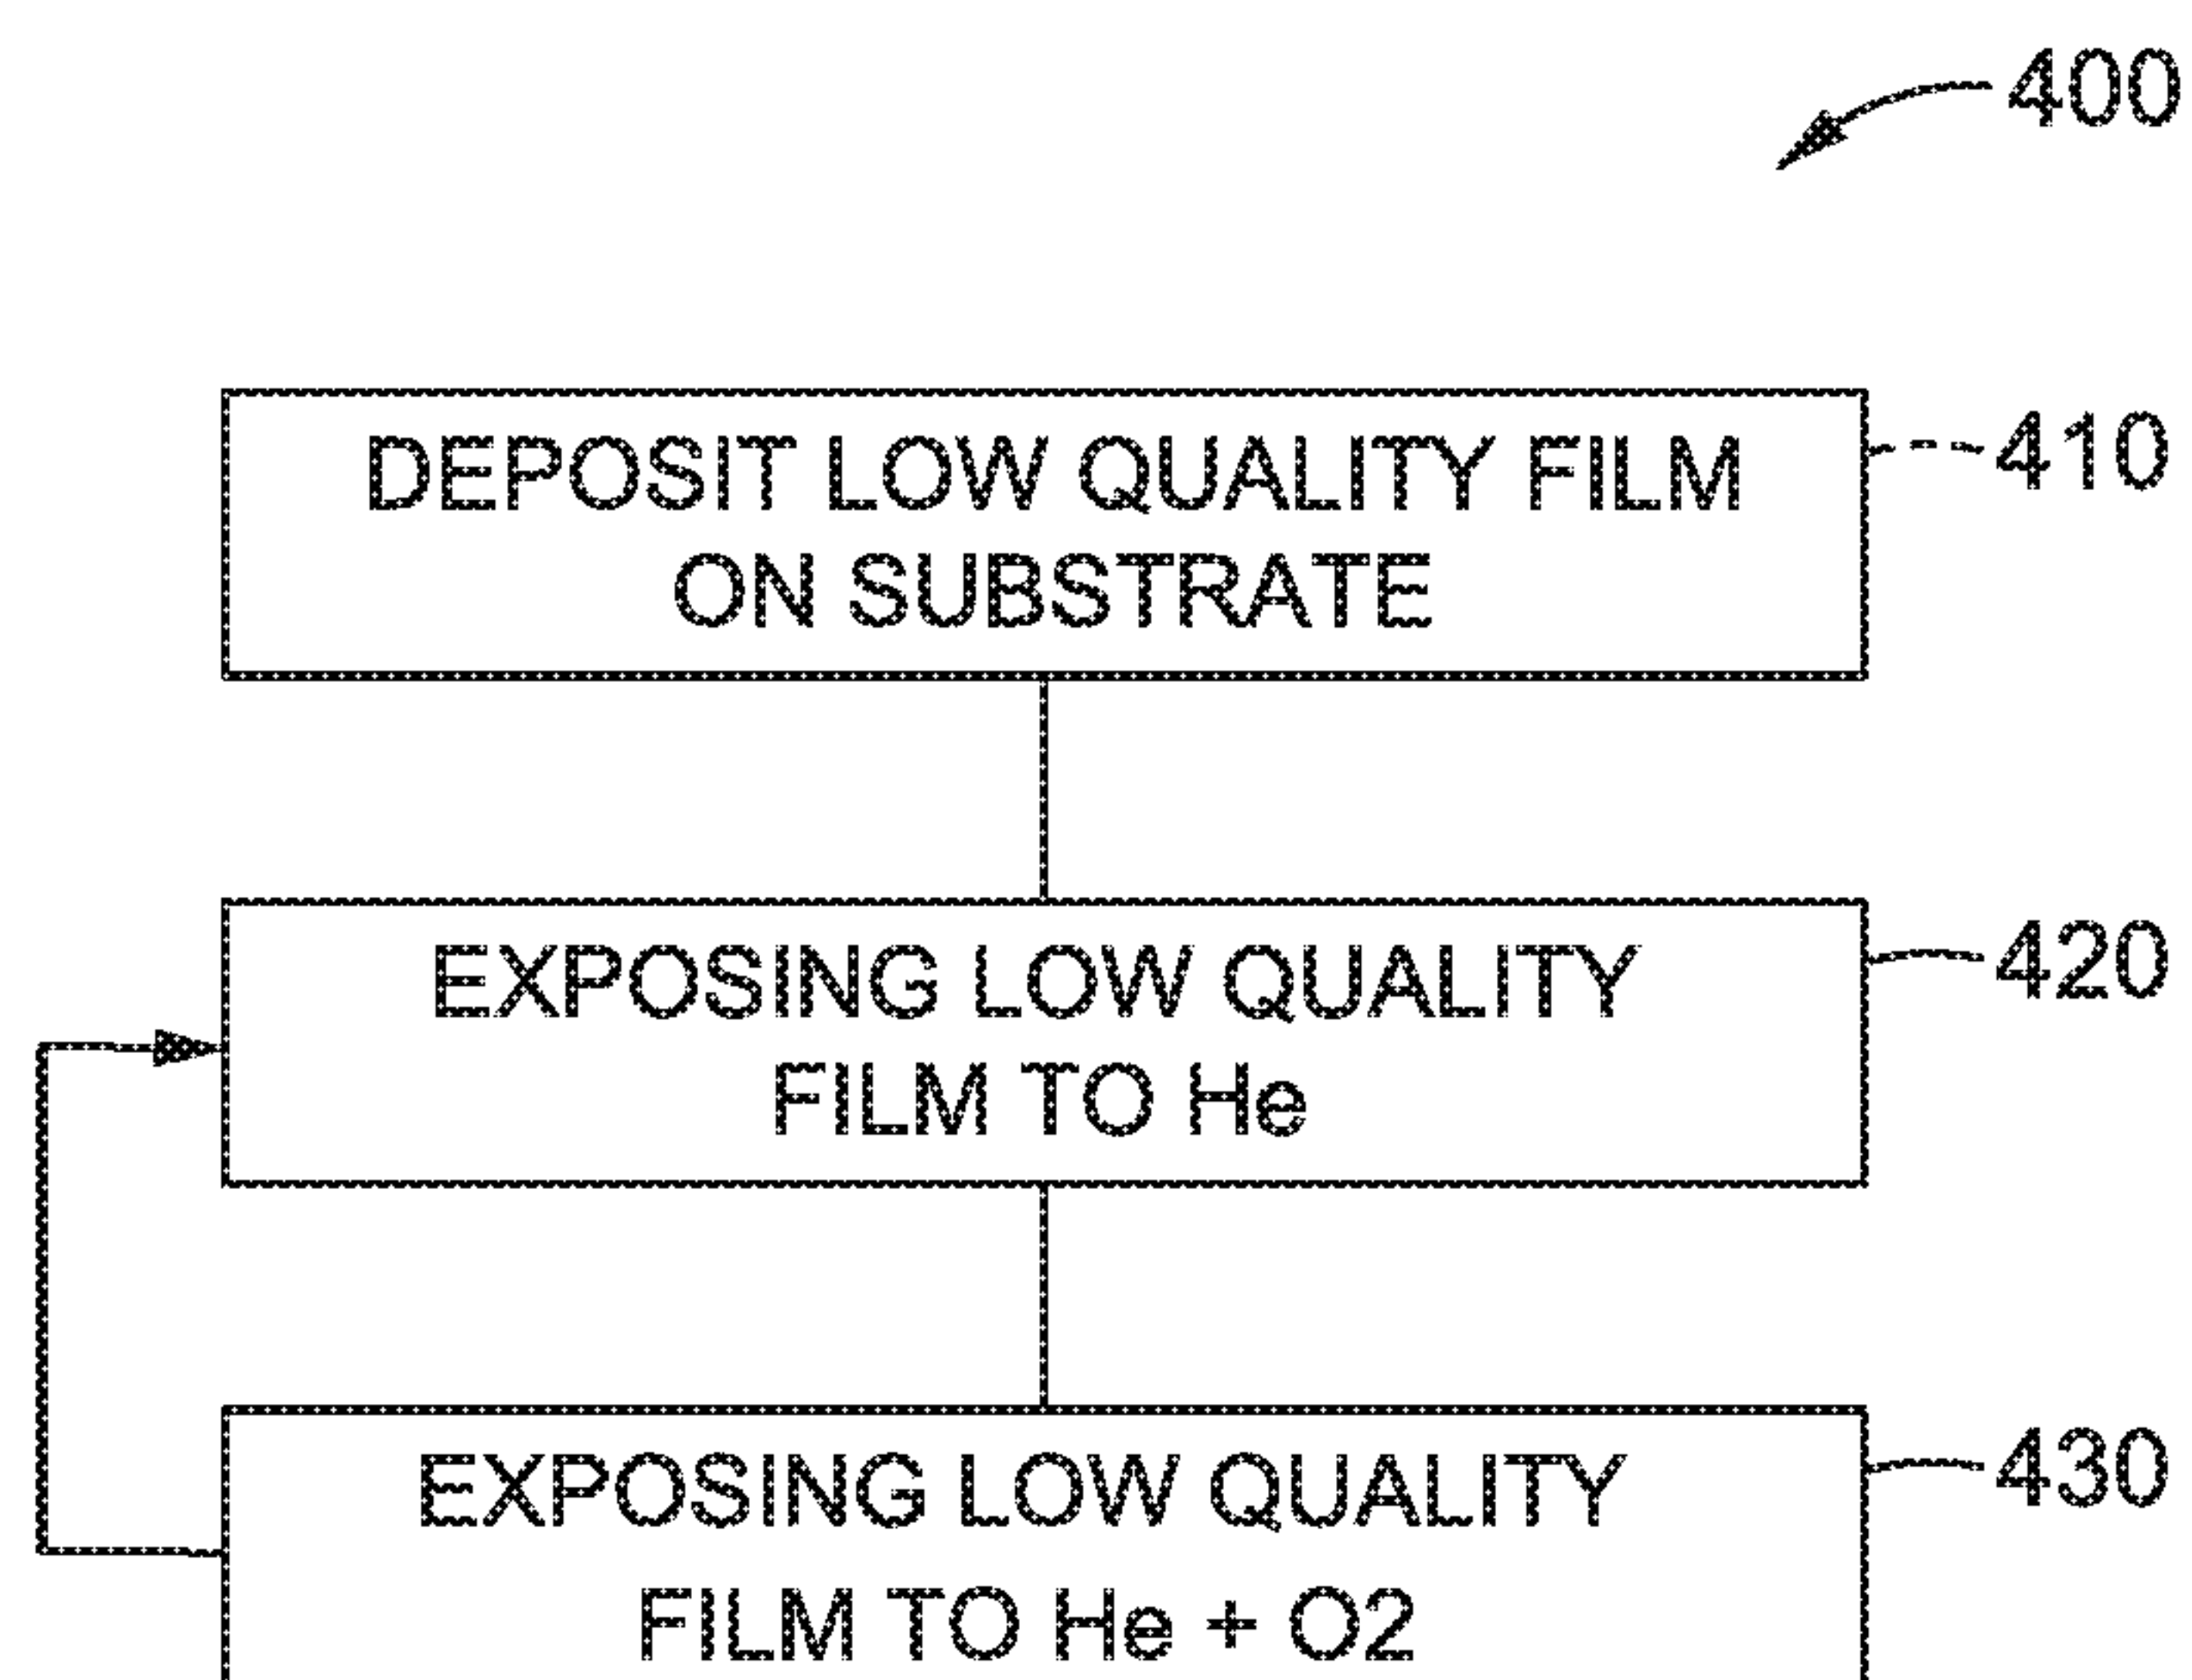 400
DEPOSIT LOW QUALITY FILM
ON SUBSTRATE
410
EXPOSING LOW QUALITY
FILM TO He
420
EXPOSING LOW QUALITY
FILM TO He + O2
430